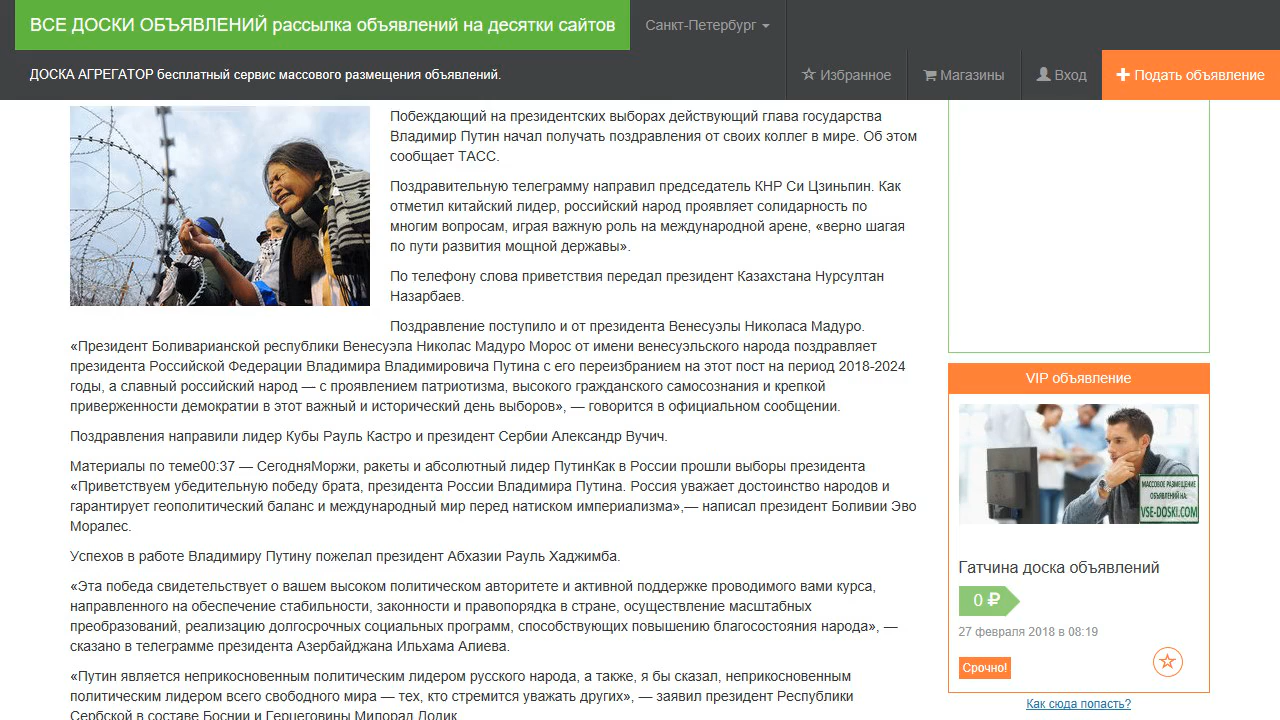 ВСЕ ДОСКИ ОБЪЯВЛЕНИЙ рассылка объявлений на десятки сайтов
Санкт-Петербург
ДОСКА АГРЕГАТОР бесплатный сервис массового размещения объявлений.
Избранное
Магазины
Вход
Подать объявление
Побеждающий на президентских выборах действующий глава государства
Владимир Путин начал получать поздравления от своих коллег в мире. Об этом
сообщает ТАСС.
Поздравительную телеграмму направил председатель КНР Си Цзиньпин. Как
отметил китайский лидер, российский народ проявляет солидарность по
многим вопросам, играя важную роль на международной арене, «верно шагая
по пути развития мощной державы».
По телефону слова приветствия передал президент Казахстана Нурсултан
Назарбаев.
Поздравление поступило и от президента Венесуэлы Николаса Мадуро.
«Президент Боливарианской республики Венесуэла Николас Мадуро Морос от имени венесуэльского народа поздравляет
президента Российской Федерации Владимира Владимировича Путина с его переизбранием на этот пост на период 2018-2024
годы, а славный российский народ — с проявлением патриотизма, высокого гражданского самосознания и крепкой
приверженности демократии в этот важный и исторический день выборов», — говорится в официальном сообщении.
Поздравления направили лидер Кубы Рауль Кастро и президент Сербии Александр Вучич.
Материалы по теме00:37 — СегодняМоржи, ракеты и абсолютный лидер ПутинКак в России прошли выборы президента
«Приветствуем убедительную победу брата, президента России Владимира Путина. Россия уважает достоинство народов и
гарантирует геополитический баланс и международный мир перед натиском империализма»,— написал президент Боливии Эво
Моралес.
Успехов в работе Владимиру Путину пожелал президент Абхазии Рауль Хаджимба.
«Эта победа свидетельствует о вашем высоком политическом авторитете и активной поддержке проводимого вами курса,
направленного на обеспечение стабильности, законности и правопорядка в стране, осуществление масштабных
преобразований, реализацию долгосрочных социальных программ, способствующих повышению благосостояния народа», —
сказано в телеграмме президента Азербайджана Ильхама Алиева.
«Путин является неприкосновенным политическим лидером русского народа, а также, я бы сказал, неприкосновенным
политическим лидером всего свободного мира — тех, кто стремится уважать других», — заявил президент Республики
Сербской в составе Боснии и Герцеговины Милорад Додик.
VIP объявление
МАССОВОЕ РАЗМЕЩЕНИЕ
ОБЪЯВЛЕНИЙ НА:
VSE-DOSKI.COM
Гатчина доска объявлений
0 ₽
27 февраля 2018 в 08:19
Срочно!
Как сюда попасть?